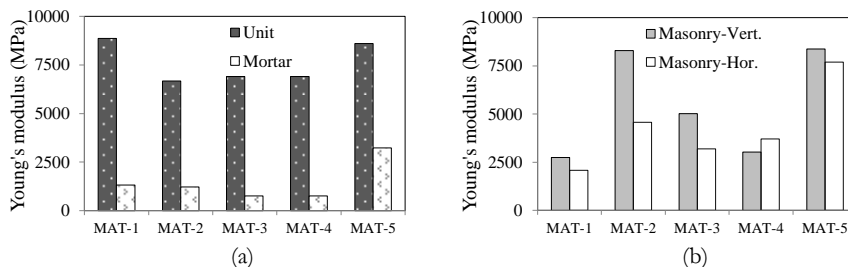 10000
7500
5000
2500
0
Young's modulus (MPa)
Unit
Mortar
MAT-1 MAT-2 MAT-3 MAT-4 MAT-5
(a)
10000
7500
5000
2500
0
Young's modulus (MPa)
Masonry-Vert.
Masonry-Hor.
MAT-1 MAT-2 MAT-3 MAT-4 MAT-5
(b)